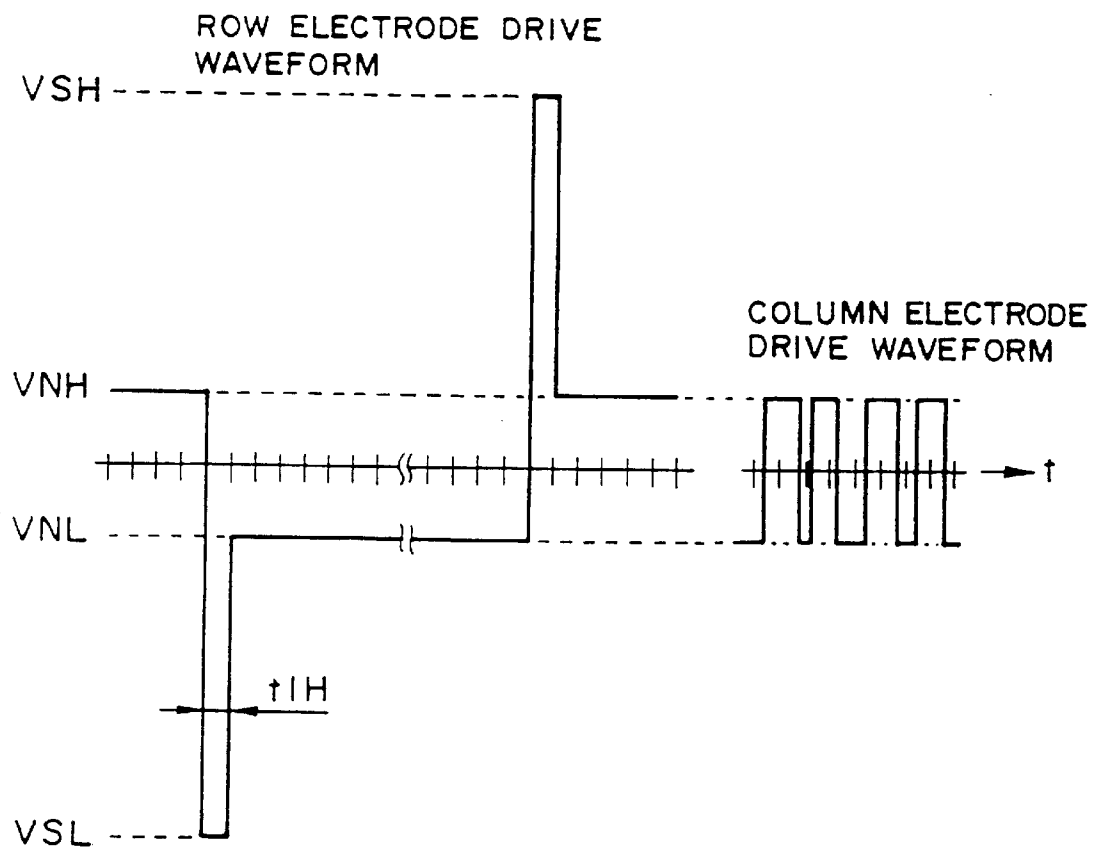 ROW ELECTRODE DRIVE
WAVEFORM
VSH
COLUMN ELECTRODE
DRIVE WAVEFORM
VNH
t
VNL
t1H
VSL